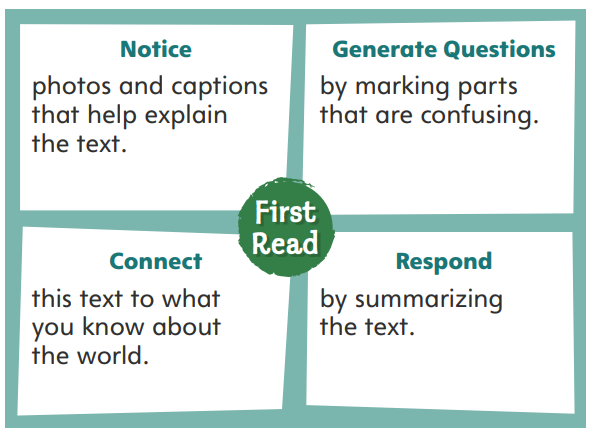 Notice
photos and captions
that help explain
the text.
Generate Questions
by marking parts
that are confusing.
First
Read
Connect
this text to what
you know about
the world.
Respond
by summarizing
the text.